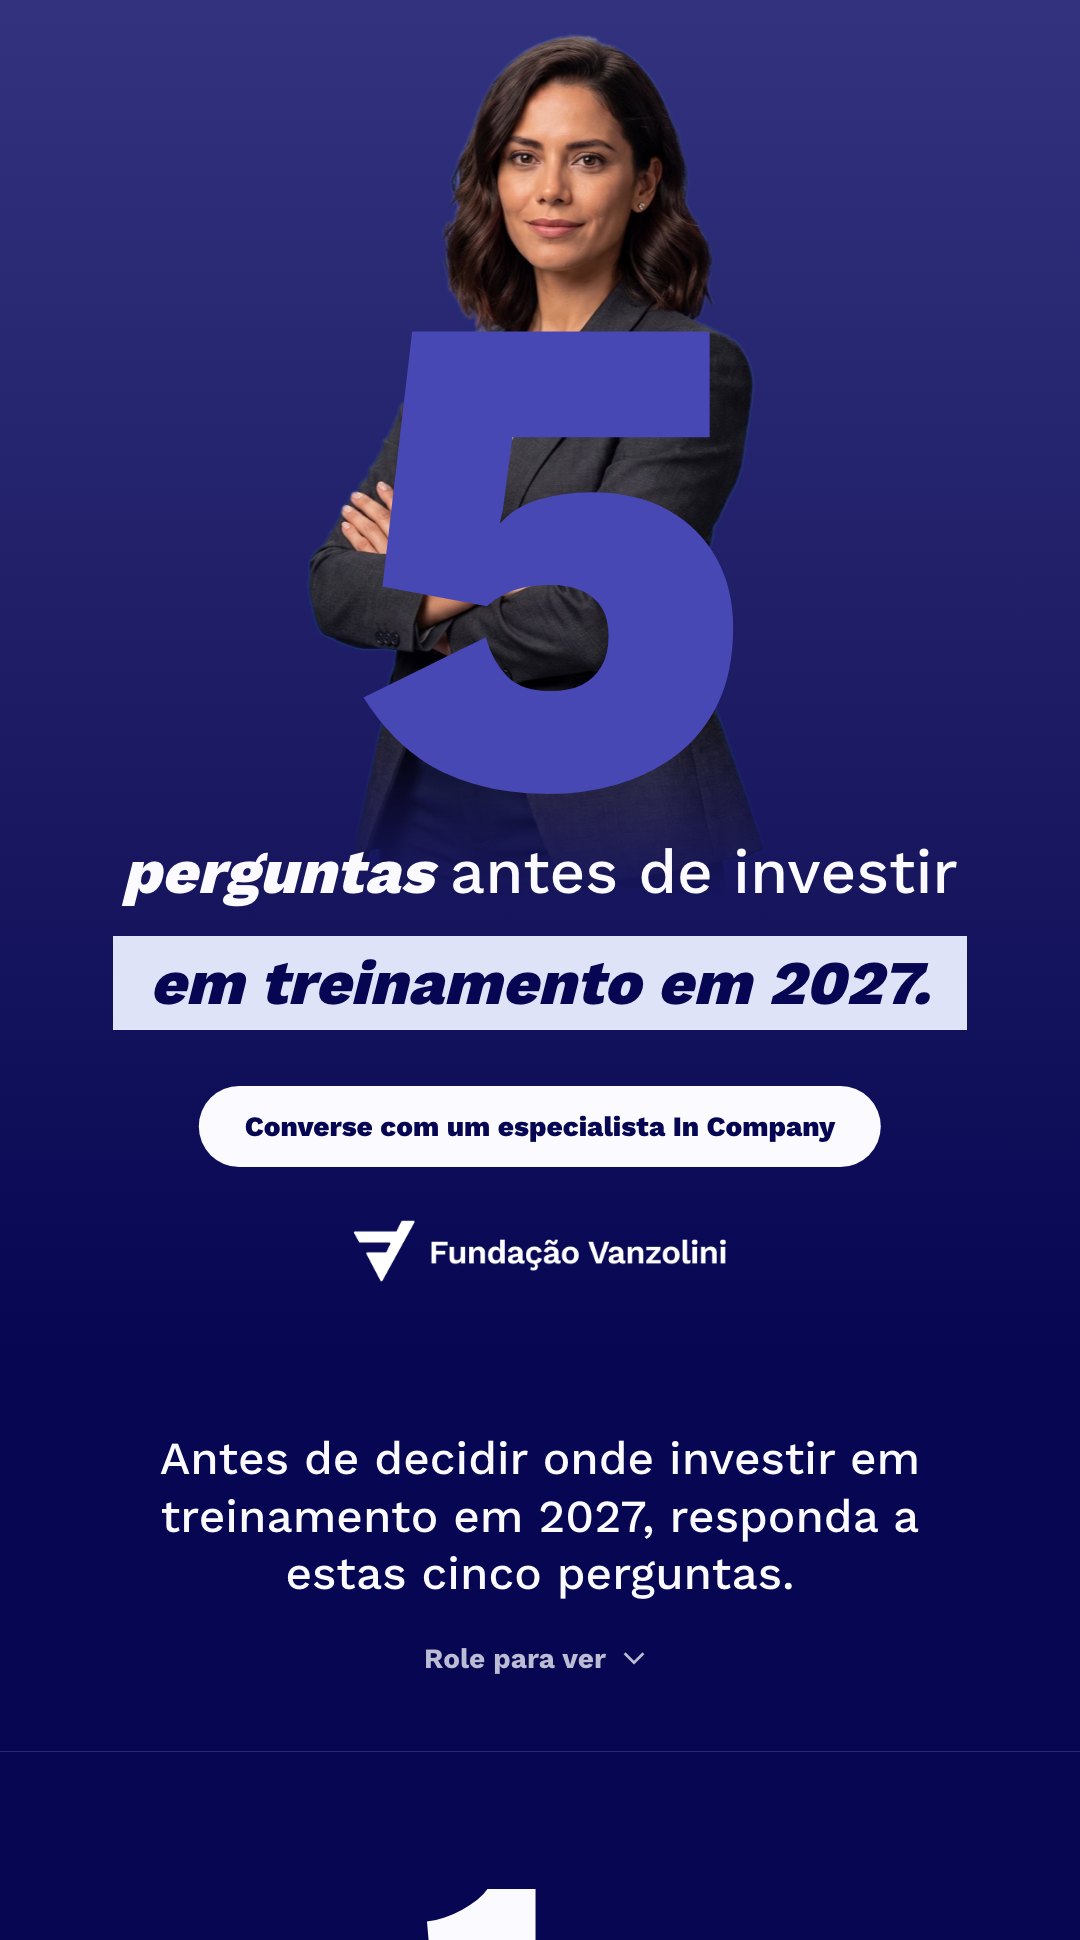 5
perguntas antes de investir
em treinamento em 2027.
Converse com um especialista In Company
Fundação Vanzolini
Antes de decidir onde investir em
treinamento em 2027, responda a
estas cinco perguntas.
Role para ver
1